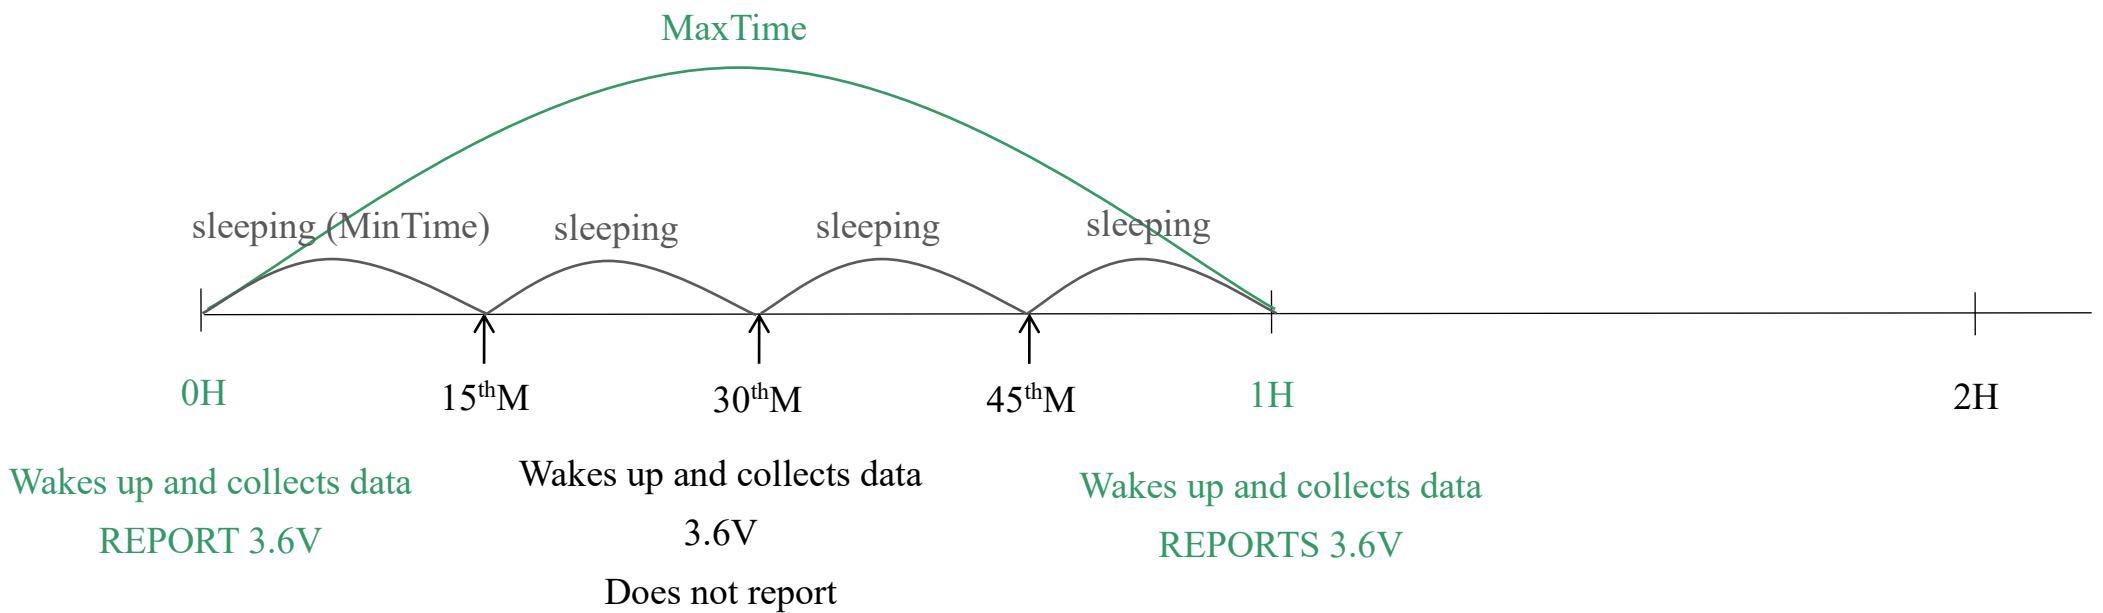 MaxTime
sleeping (MinTime)
sleeping
sleeping
sleeping
0H
15thM
30thM
45thM
1H
2H
Wakes up and collects data
REPORT 3.6V
Wakes up and collects data
3.6V
Does not report
Wakes up and collects data
REPORTS 3.6V